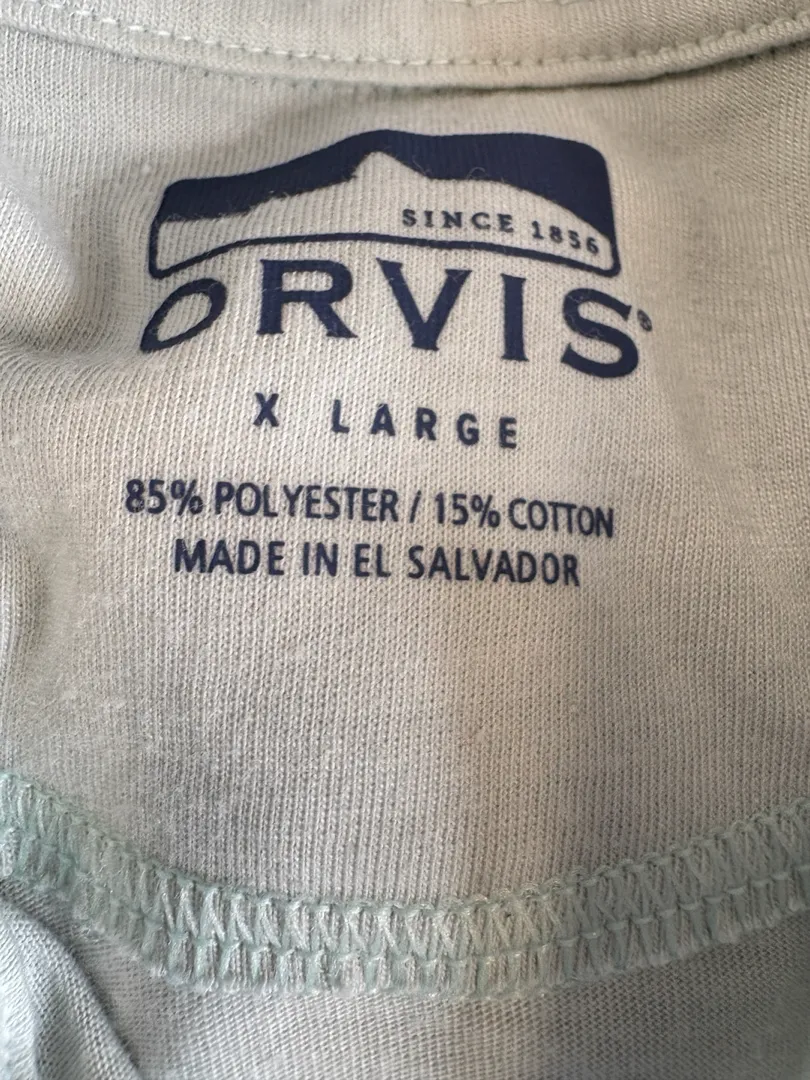 SINCE 1856
ORVIS®
X LARGE
85% POLYESTER / 15% COTTON
MADE IN EL SALVADOR